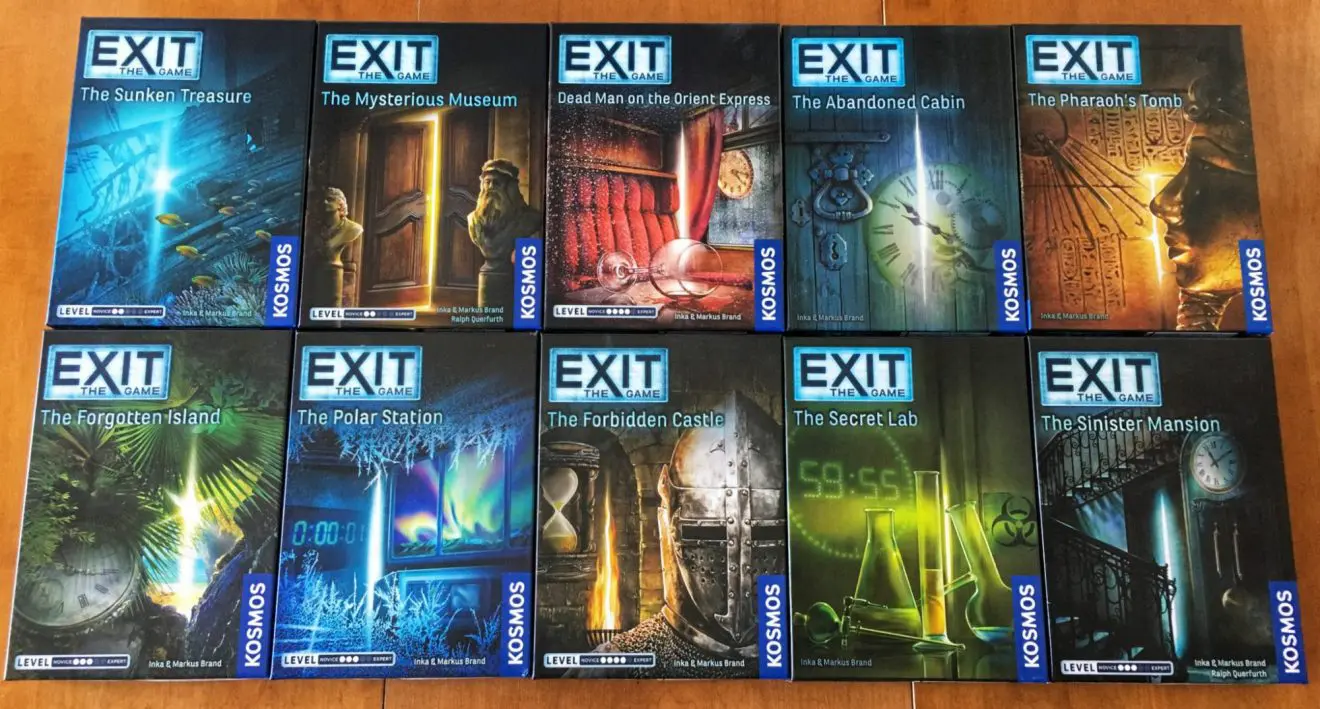 EXIT
THE GAME
The Sunken Treasure
LEVEL NOVICE EXPERT
Inka & Markus Brand
KOSMOS
EXIT
THE GAME
The Mysterious Museum
LEVEL NOVICE EXPERT
Inka & Markus Brand
Ralph Querfurth
KOSMOS
EXIT
THE GAME
Dead Man on the Orient Express
LEVEL NOVICE EXPERT
Inka & Markus Brand
KOSMOS
EXIT
THE GAME
The Abandoned Cabin
Inka & Markus Brand
KOSMOS
EXIT
THE GAME
The Pharaoh's Tomb
Inka & Markus Brand
KOSMOS
EXIT
THE GAME
The Forgotten Island
LEVEL NOVICE EXPERT
Inka & Markus Brand
KOSMOS
EXIT
THE GAME
The Polar Station
0:00:01
LEVEL NOVICE EXPERT
Inka & Markus Brand
KOSMOS
EXIT
THE GAME
The Forbidden Castle
LEVEL NOVICE EXPERT
Inka & Markus Brand
KOSMOS
EXIT
THE GAME
The Secret Lab
59:55
Inka & Markus Brand
KOSMOS
EXIT
THE GAME
The Sinister Mansion
LEVEL NOVICE EXPERT
Inka & Markus Brand
Ralph Querfurth
KOSMOS